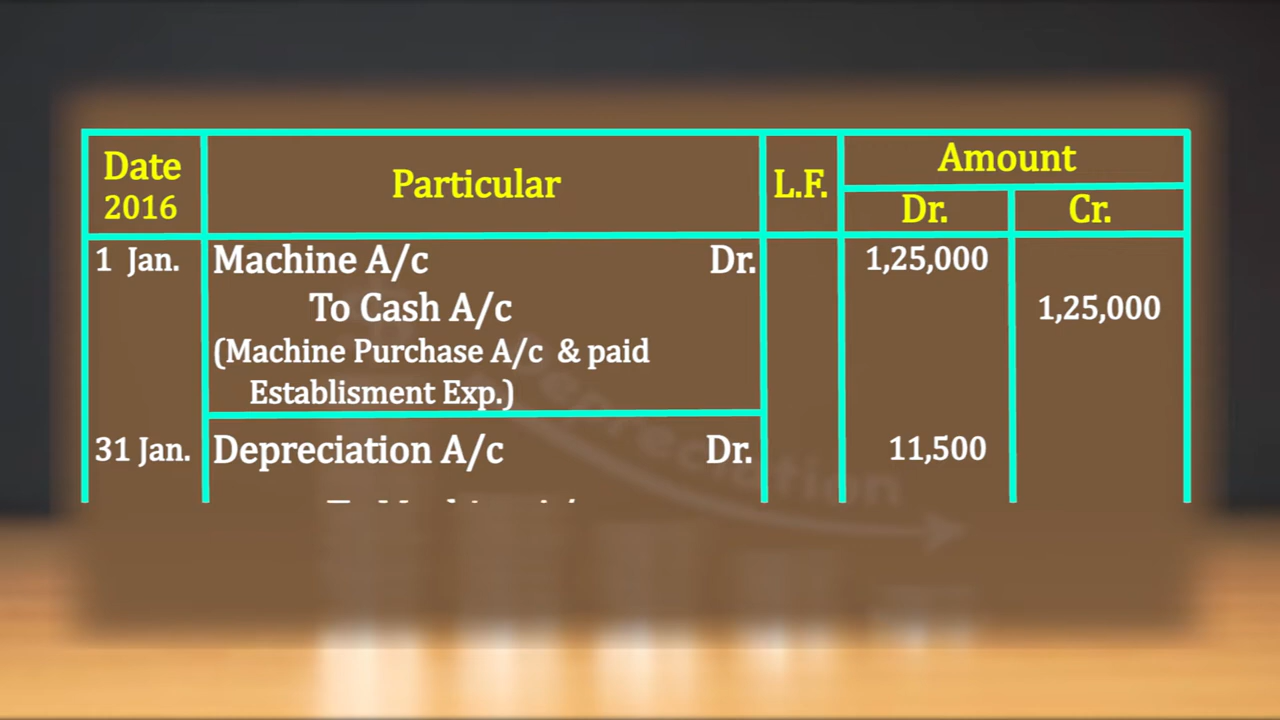 Date
2016
Particular
L.F.
Amount
Dr.
Cr.
1 Jan.
Machine A/c Dr.
1,25,000
To Cash A/c
1,25,000
(Machine Purchase A/c & paid
Establisment Exp.)
31 Jan.
Depreciation A/c Dr.
11,500
Depreciation